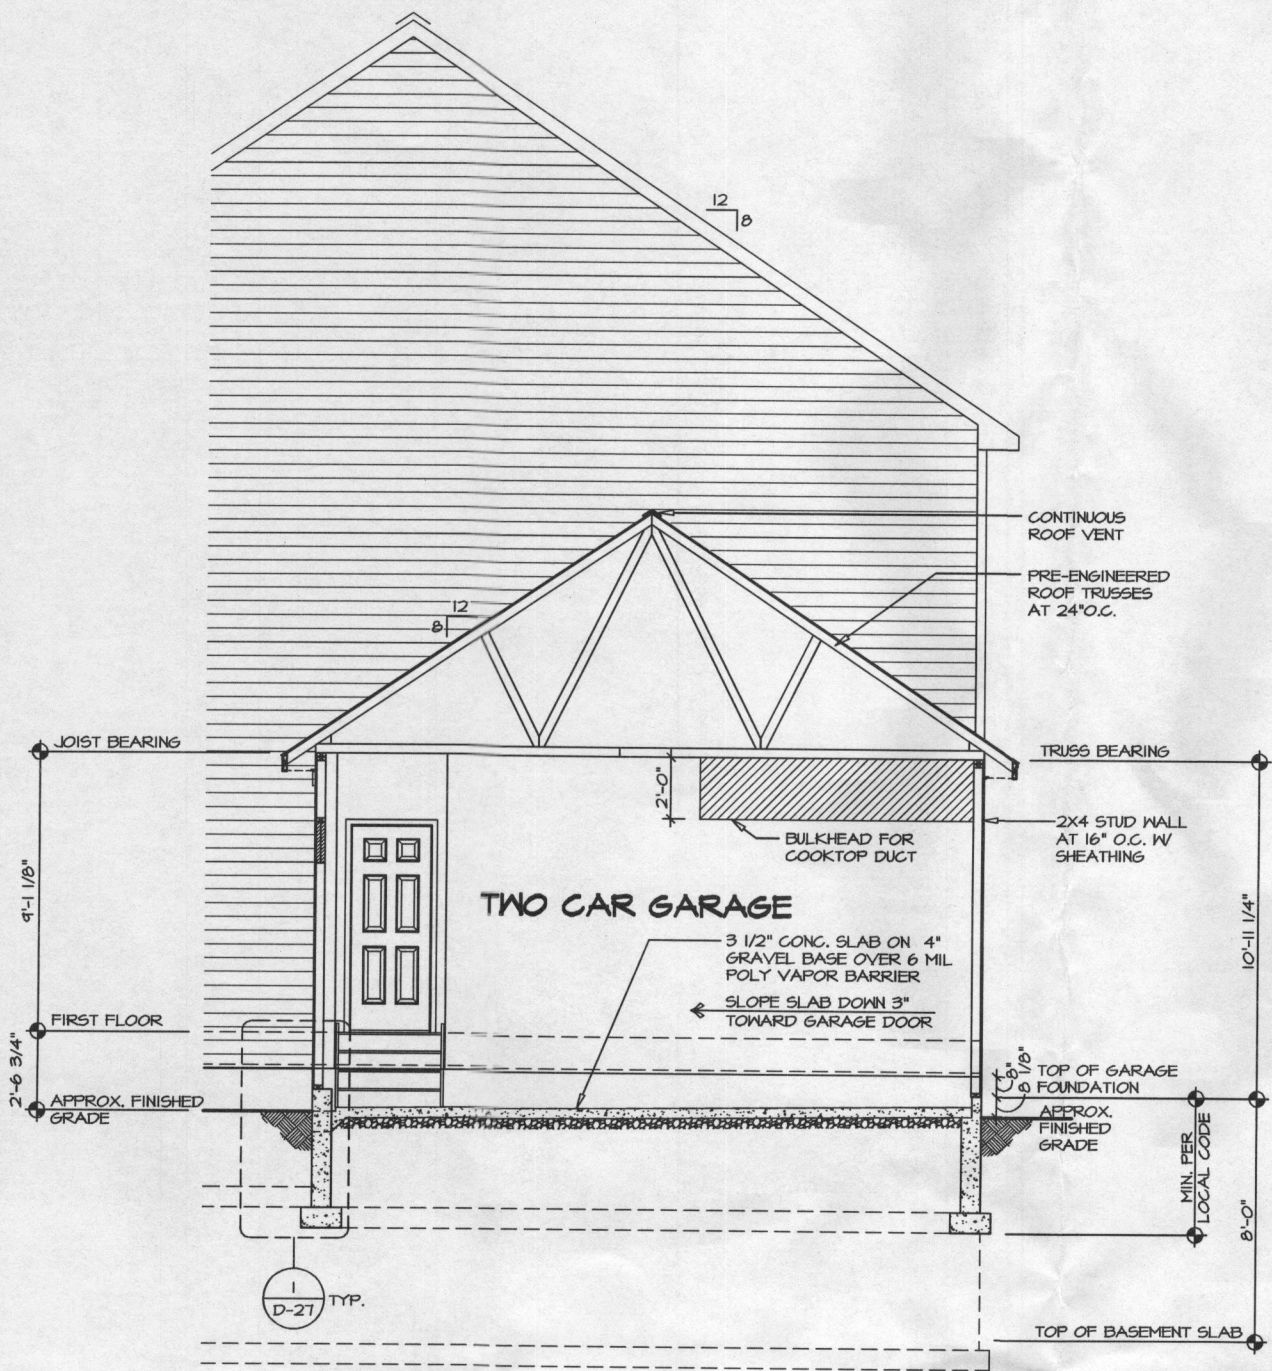 12
8
CONTINUOUS
ROOF VENT
PRE-ENGINEERED
ROOF TRUSSES
AT 24"O.C.
12
8
JOIST BEARING
TRUSS BEARING
2'-0"
2X4 STUD WALL
AT 16" O.C. W/
SHEATHING
BULKHEAD FOR
COOKTOP DUCT
9'-1 1/8"
TWO CAR GARAGE
3 1/2" CONC. SLAB ON 4"
GRAVEL BASE OVER 6 MIL
POLY VAPOR BARRIER
10'-11 1/4"
SLOPE SLAB DOWN 3"
TOWARD GARAGE DOOR
FIRST FLOOR
2'-6 3/4"
8"
8 1/8"
TOP OF GARAGE
FOUNDATION
APPROX. FINISHED
GRADE
APPROX.
FINISHED
GRADE
MIN. PER
LOCAL CODE
8'-0"
1
D-27
TYP.
TOP OF BASEMENT SLAB